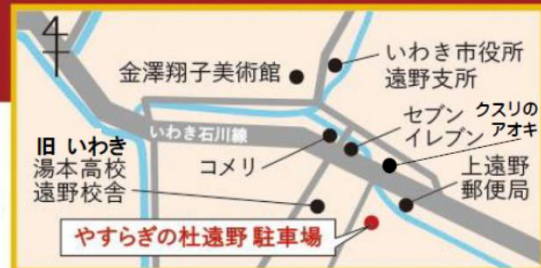 金澤翔子美術館
いわき市役所
遠野支所
いわき石川線
セブン
イレブン
クスリの
アオキ
旧 いわき
湯本高校
遠野校舎
コメリ
上遠野
郵便局
やすらぎの杜遠野 駐車場